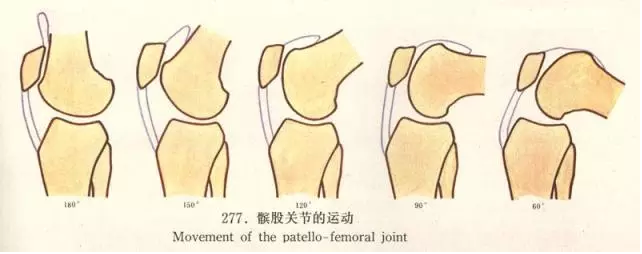 180° 150° 120° 90° 60°
277. 髌股关节的运动
Movement of the patello-femoral joint